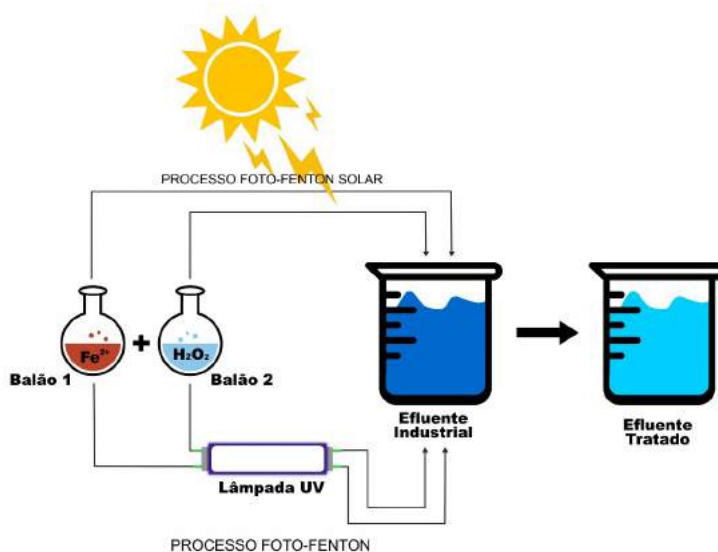 PROCESSO FOTO-FENTON SOLAR
Fe²⁺
+
H₂O₂
Balão 1
Balão 2
Efluente
Industrial
Efluente
Tratado
Lâmpada UV
PROCESSO FOTO-FENTON